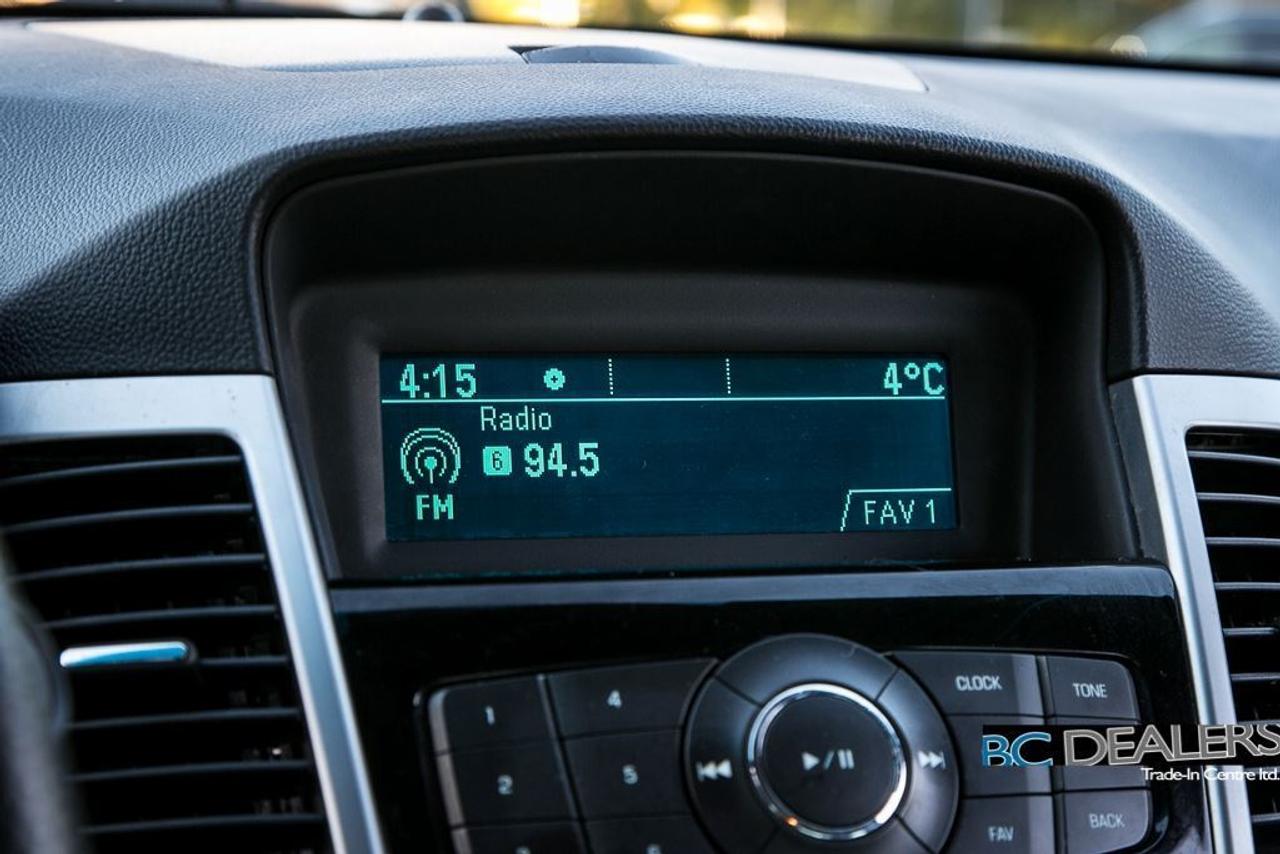 4:15 4°C
Radio
6 94.5
FM
FAV 1
1 4 CLOCK TONE
2 5
FAV BACK
BC DEALERS
Trade-In Centre ltd.